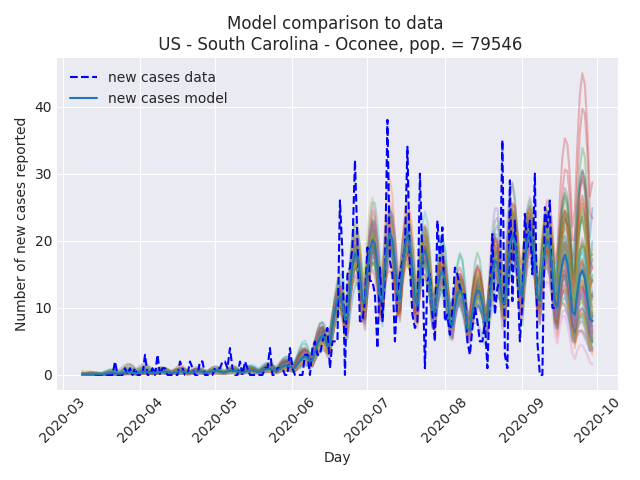 Model comparison to data
US - South Carolina - Oconee, pop. = 79546
new cases data
new cases model
Number of new cases reported
40
30
20
10
0
2020-03
2020-04
2020-05
2020-06
2020-07
2020-08
2020-09
2020-10
Day